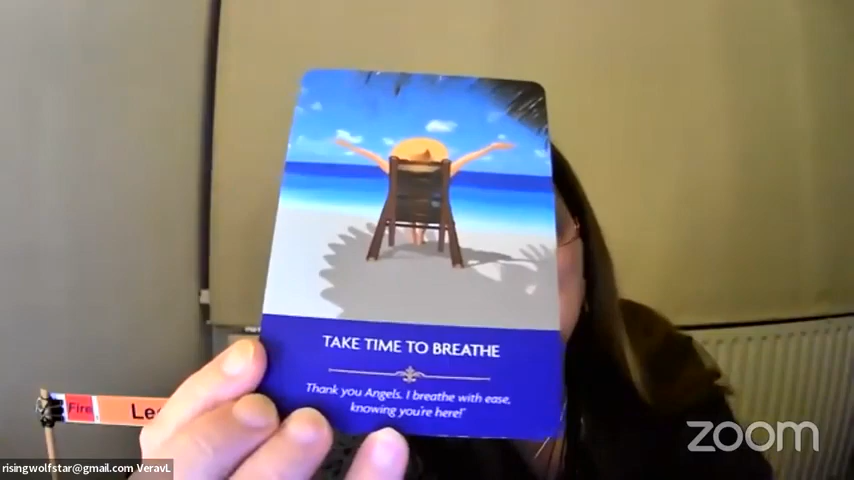 TAKE TIME TO BREATHE
Thank you Angels. I breathe with ease,
knowing you're here!
Fire
Le
zoom
risingwolfstar@gmail.com VeravL